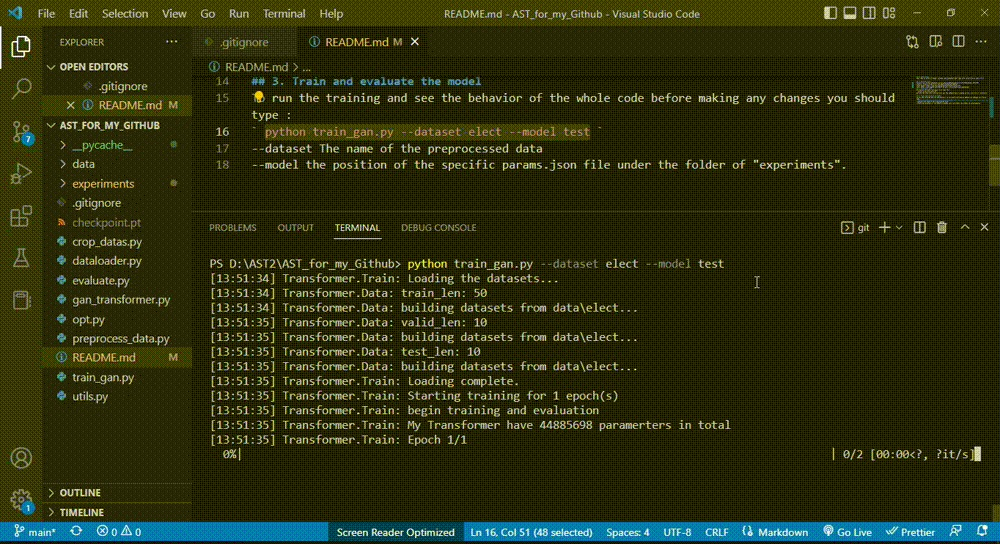 File Edit Selection View Go Run Terminal Help
README.md - AST_for_my_Github - Visual Studio Code
EXPLORER
OPEN EDITORS
.gitignore
README.md M
AST_FOR_MY_GITHUB
__pycache__
data
experiments
.gitignore
checkpoint.pt
crop_datas.py
dataloader.py
evaluate.py
gan_transformer.py
opt.py
preprocess_data.py
README.md M
train_gan.py
utils.py
OUTLINE
TIMELINE
7
1
.gitignore
README.md M
README.md > ...
14 ## 3. Train and evaluate the model
15 run the training and see the behavior of the whole code before making any changes you should
type :
16 ` python train_gan.py --dataset elect --model test `
17 --dataset The name of the preprocessed data
18 --model the position of the specific params.json file under the folder of "experiments".
PROBLEMS OUTPUT TERMINAL DEBUG CONSOLE
git
PS D:\AST2\AST_for_my_Github> python train_gan.py --dataset elect --model test
[13:51:34] Transformer.Train: Loading the datasets...
[13:51:34] Transformer.Data: train_len: 50
[13:51:34] Transformer.Data: building datasets from data\elect...
[13:51:35] Transformer.Data: valid_len: 10
[13:51:35] Transformer.Data: building datasets from data\elect...
[13:51:35] Transformer.Data: test_len: 10
[13:51:35] Transformer.Data: building datasets from data\elect...
[13:51:35] Transformer.Train: Loading complete.
[13:51:35] Transformer.Train: Starting training for 1 epoch(s)
[13:51:35] Transformer.Train: begin training and evaluation
[13:51:35] Transformer.Train: My Transformer have 44885698 paramerters in total
[13:51:35] Transformer.Train: Epoch 1/1
0%| | 0/2 [00:00<?, ?it/s]
main* 0 0 Screen Reader Optimized Ln 16, Col 51 (48 selected) Spaces: 4 UTF-8 CRLF Markdown Go Live Prettier